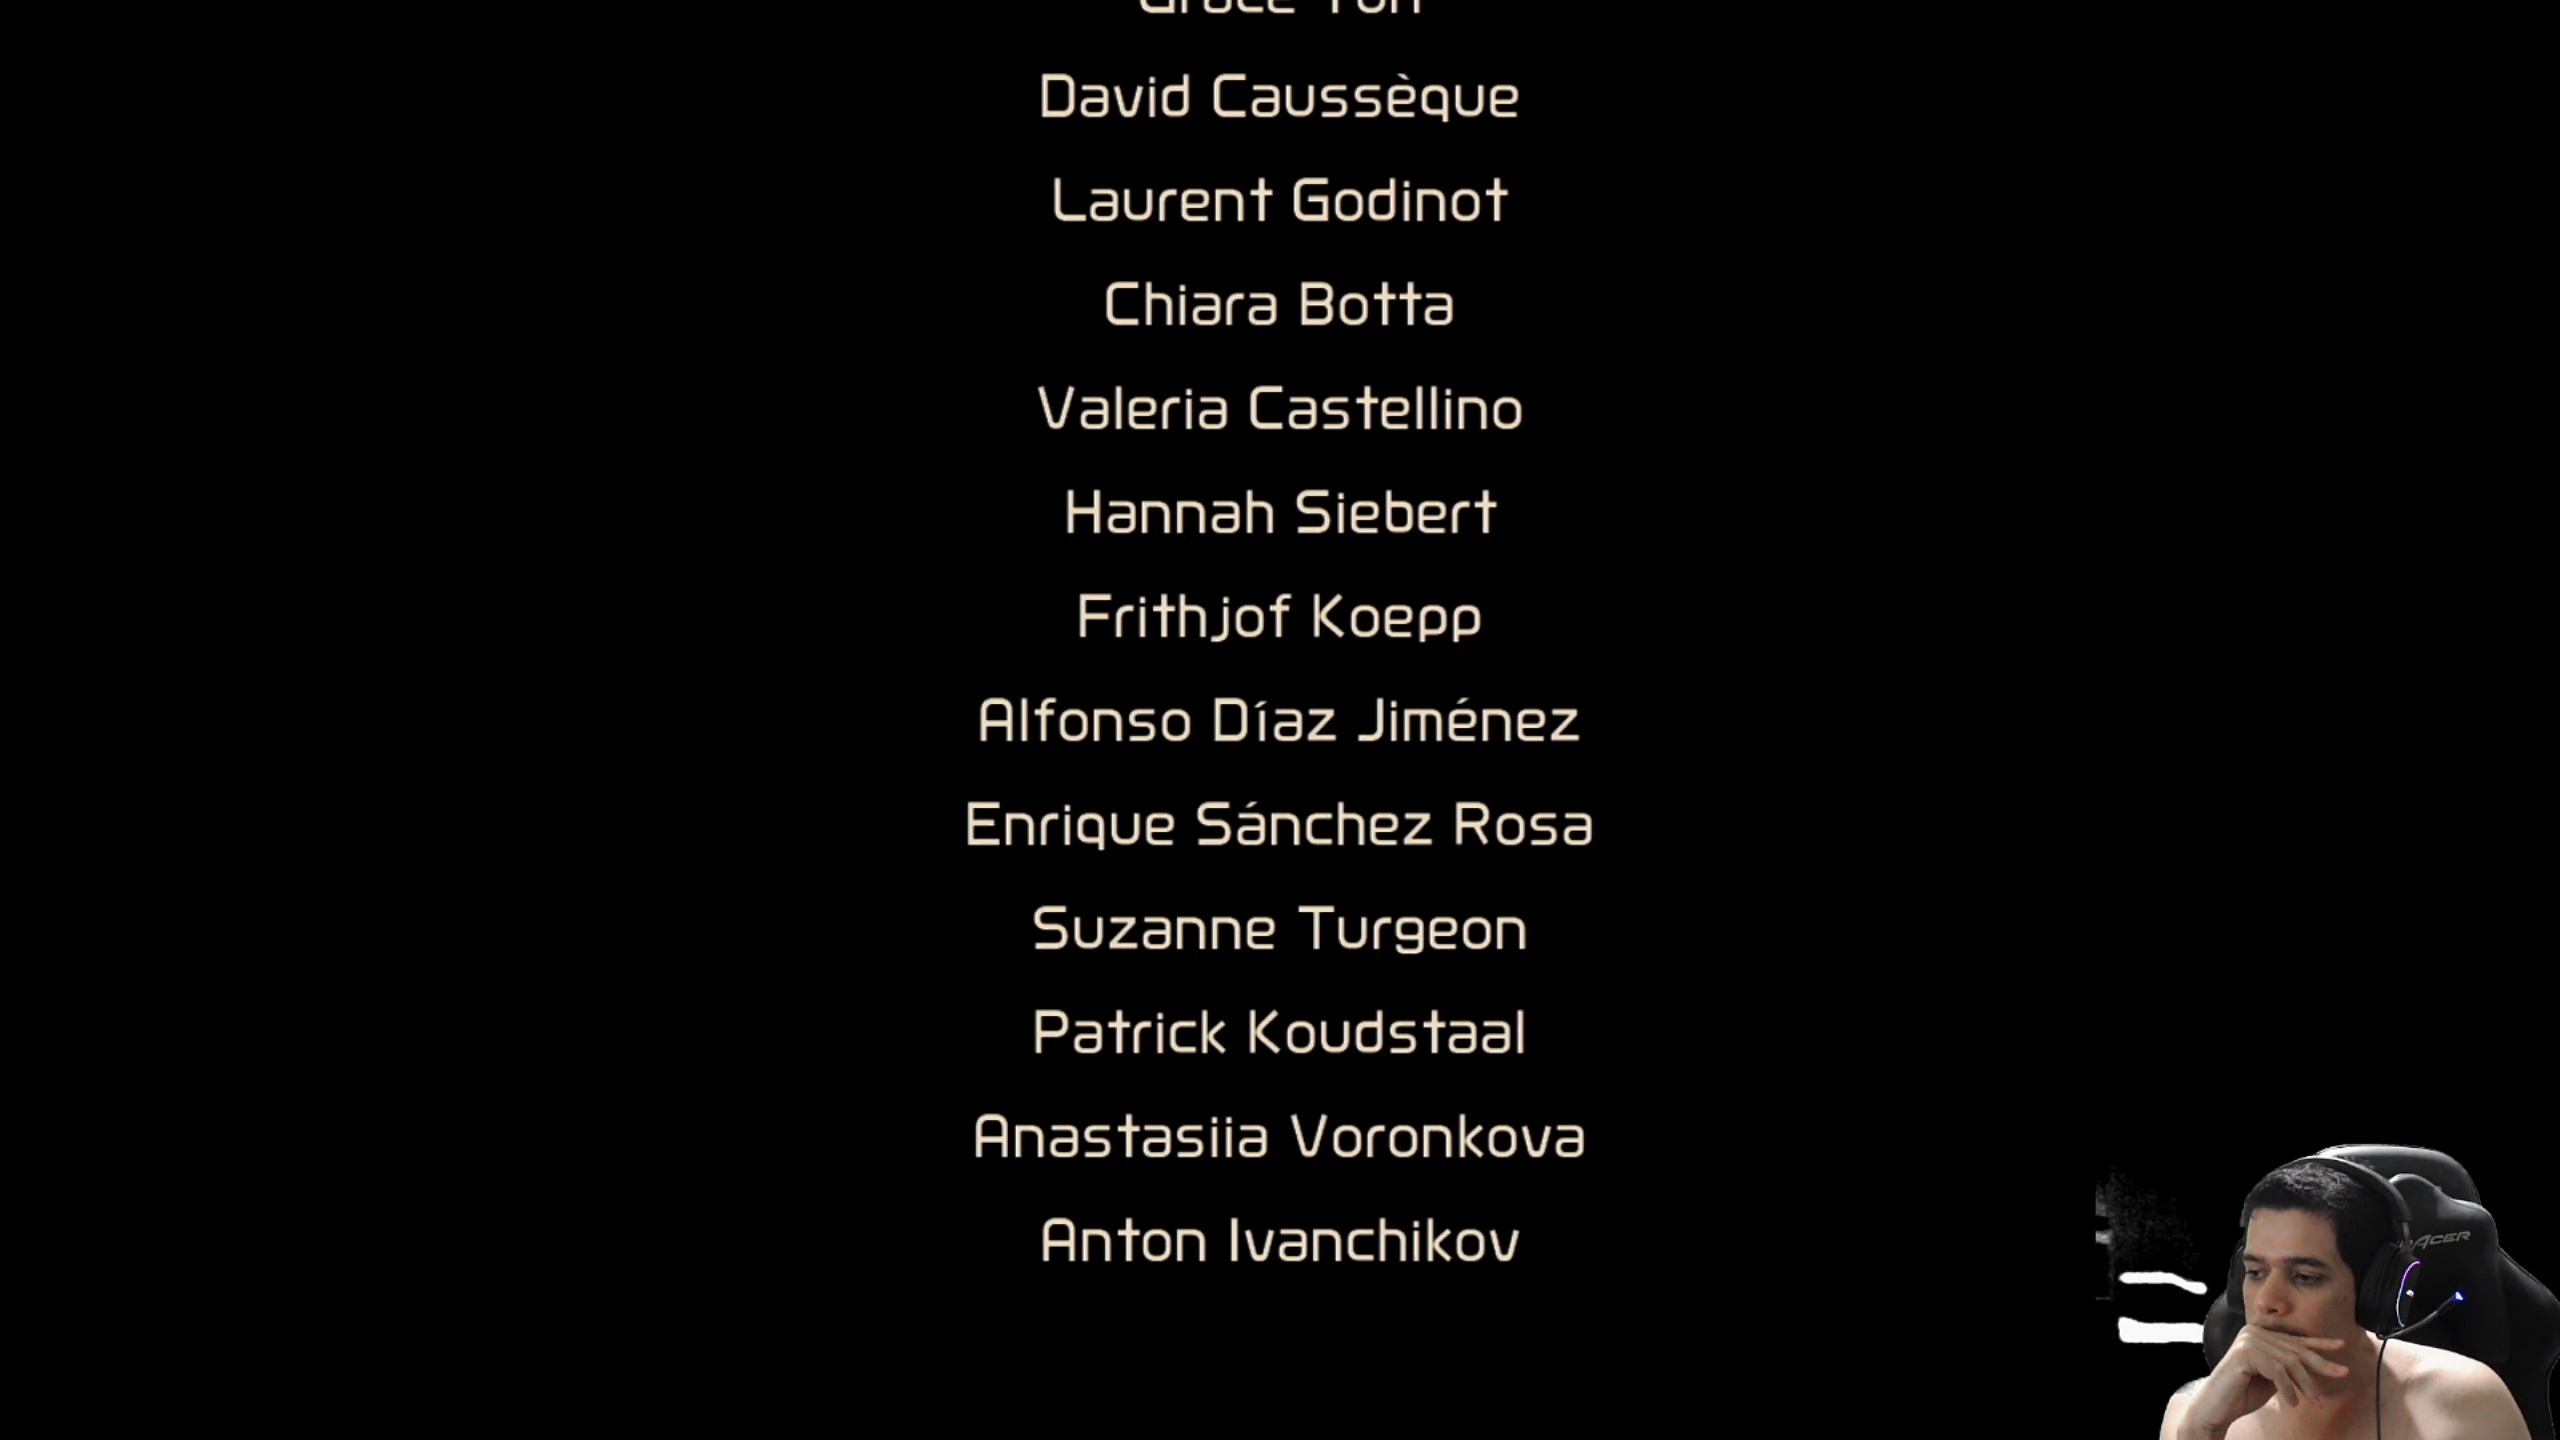 David Caussèque
Laurent Godinot
Chiara Botta
Valeria Castellino
Hannah Siebert
Frithjof Koepp
Alfonso Díaz Jiménez
Enrique Sánchez Rosa
Suzanne Turgeon
Patrick Koudstaal
Anastasiia Voronkova
Anton Ivanchikov